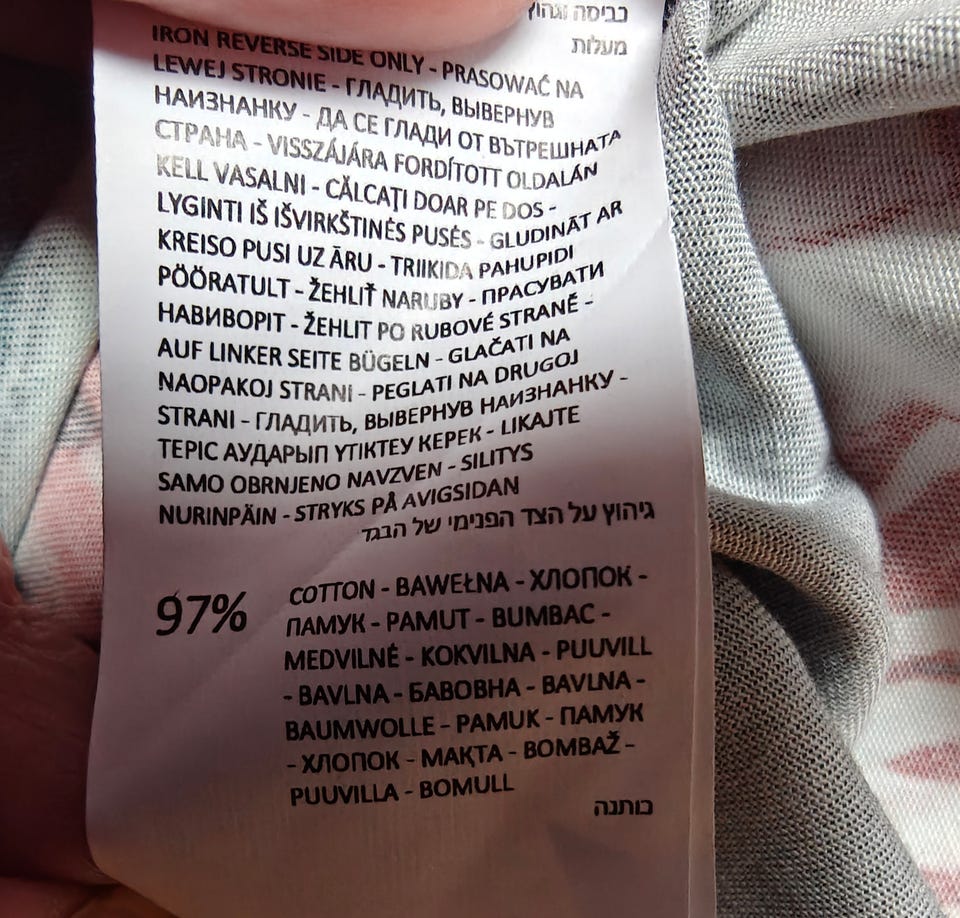 כביסה וגהוץ
מעלות
IRON REVERSE SIDE ONLY - PRASOWAĆ NA
LEWEJ STRONIE - ГЛАДИТЬ, ВЫВЕРНУВ
НАИЗНАНКУ - ДА СЕ ГЛАДИ ОТ ВЪТРЕШНАТА
СТРАНА - VISSZÁJÁRA FORDÍTOTT OLDALÁN
KELL VASALNI - CĂLCAŢI DOAR PE DOS -
LYGINTI IŠ IŠVIRKŠTINĖS PUSĖS - GLUDINĀT AR
KREISO PUSI UZ ĀRU - TRIIKIDA PAHUPIDI
PÖÖRATULT - ŽEHLIŤ NARUBY - ПРАСУВАТИ
НАВИВОРІТ - ŽEHLIT PO RUBOVÉ STRANĚ -
AUF LINKER SEITE BÜGELN - GLAČATI NA
NAOPAKOJ STRANI - PEGLATI NA DRUGOJ
STRANI - ГЛАДИТЬ, ВЫВЕРНУВ НАИЗНАНКУ -
ТЕРІС АУДАРЫП ҮТІКТЕУ КЕРЕК - LIKAJTE
SAMO OBRNJENO NAVZVEN - SILITYS
NURINPÄIN - STRYKS PÅ AVIGSIDAN
גיהוץ על הצד הפנימי של הבגד
97% COTTON - BAWEŁNA - ХЛОПОК -
ПАМУК - PAMUT - BUMBAC -
MEDVILNĖ - KOKVILNA - PUUVILL
- BAVLNA - БАВОВНА - BAVLNA -
BAUMWOLLE - PAMUK - ПАМУК
- ХЛОПОК - МАҚТА - BOMBAŽ -
PUUVILLA - BOMULL
כותנה